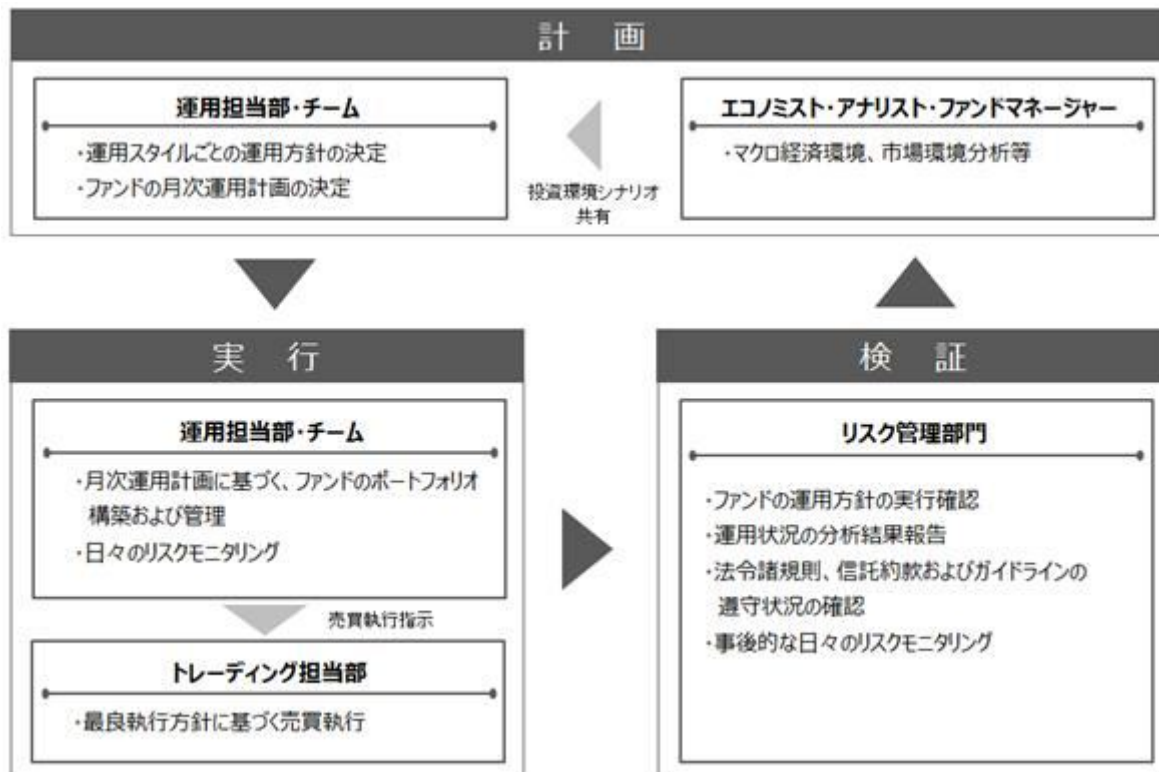 計 画
運用担当部・チーム
・運用スタイルごとの運用方針の決定
・ファンドの月次運用計画の決定
投資環境シナリオ
共有
エコノミスト・アナリスト・ファンドマネージャー
・マクロ経済環境、市場環境分析等
実 行
運用担当部・チーム
・月次運用計画に基づく、ファンドのポートフォリオ
構築および管理
・日々のリスクモニタリング
売買執行指示
トレーディング担当部
・最良執行方針に基づく売買執行
検 証
リスク管理部門
・ファンドの運用方針の実行確認
・運用状況の分析結果報告
・法令諸規則、信託約款およびガイドラインの
遵守状況の確認
・事後的な日々のリスクモニタリング